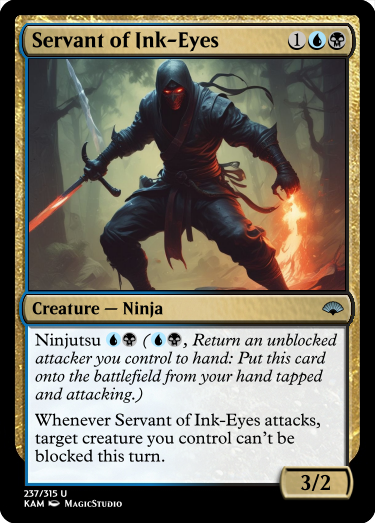 Servant of Ink-Eyes 1
Creature — Ninja
Ninjutsu (, Return an unblocked
attacker you control to hand: Put this card
onto the battlefield from your hand tapped
and attacking.)
Whenever Servant of Ink-Eyes attacks,
target creature you control can't be
blocked this turn.
3/2
237/315 U
KAM MagicStudio